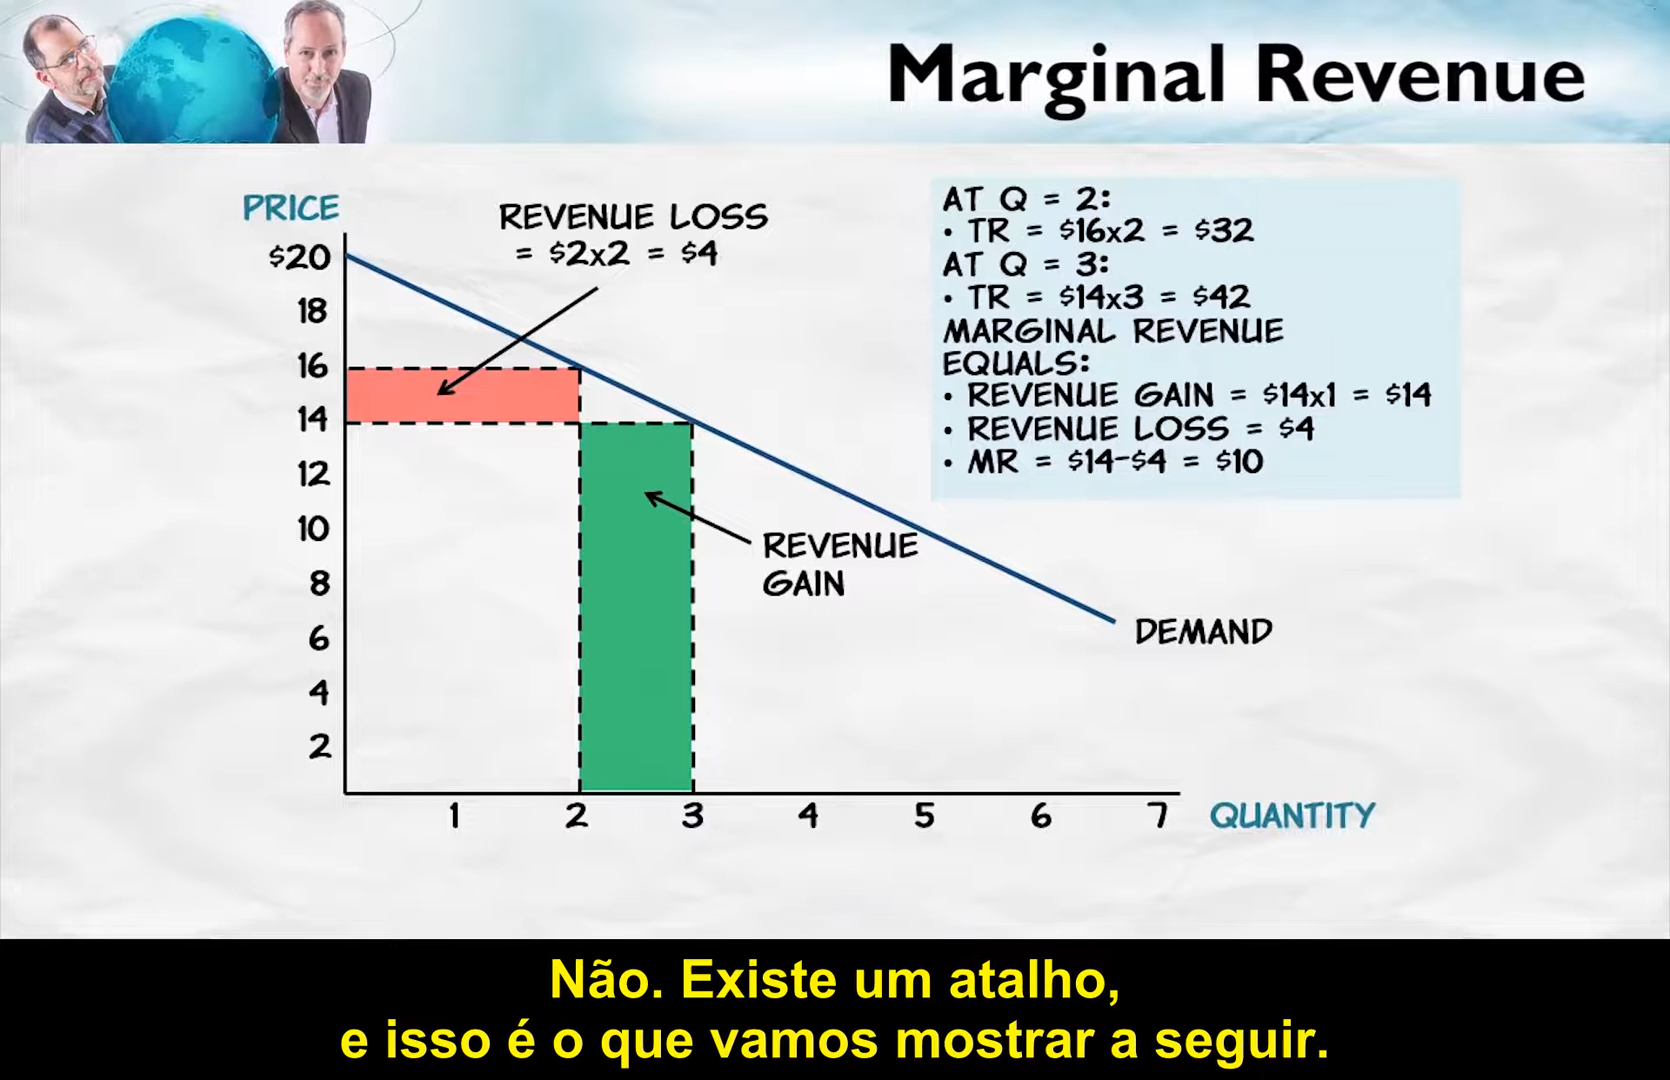 Marginal Revenue
PRICE
REVENUE LOSS
= $2x2 = $4
$20
18
16
14
12
10
8
6
4
2
REVENUE
GAIN
DEMAND
1 2 3 4 5 6 7 QUANTITY
AT Q = 2:
• TR = $16x2 = $32
AT Q = 3:
• TR = $14x3 = $42
MARGINAL REVENUE
EQUALS:
• REVENUE GAIN = $14x1 = $14
• REVENUE LOSS = $4
• MR = $14-$4 = $10
Não. Existe um atalho,
e isso é o que vamos mostrar a seguir.